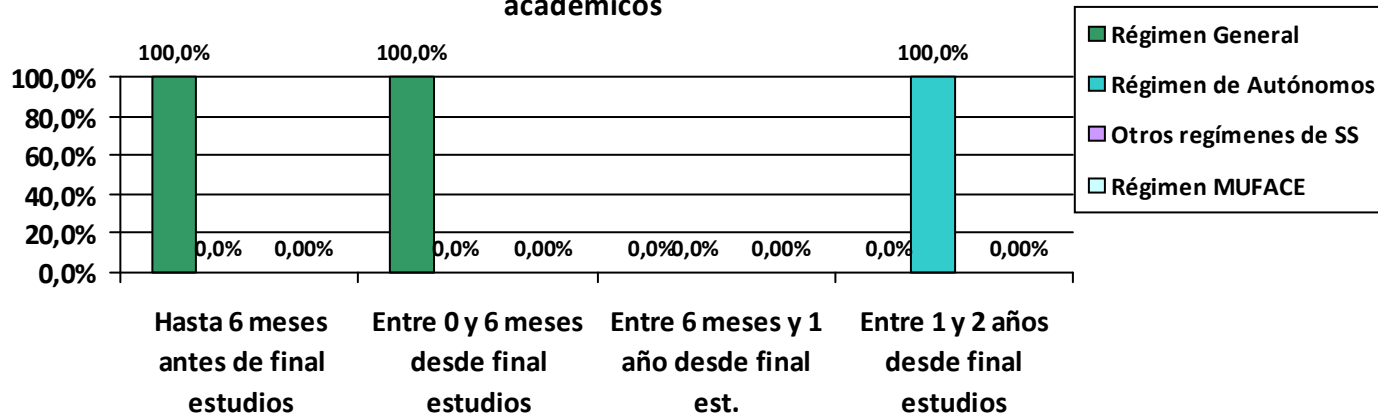 académicos
100,0% 100,0% 100,0%
100,0%
80,0%
60,0%
40,0%
20,0%
0,0%
0,0% 0,00% 0,0% 0,00% 0,0%0,0% 0,00% 0,0% 0,00%
Hasta 6 meses
antes de final
estudios
Entre 0 y 6 meses
desde final
estudios
Entre 6 meses y 1
año desde final
est.
Entre 1 y 2 años
desde final
estudios
Régimen General
Régimen de Autónomos
Otros regímenes de SS
Régimen MUFACE